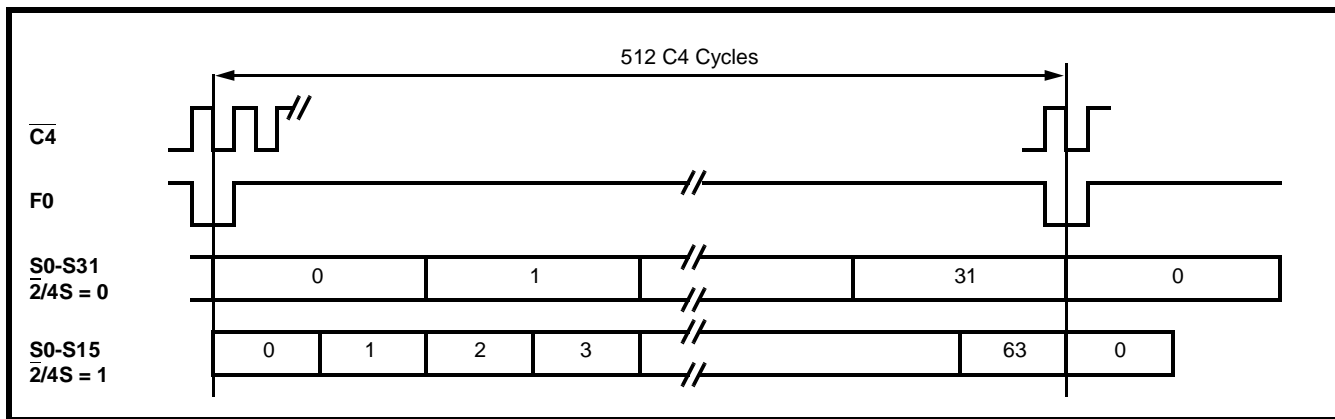 512 C4 Cycles
C4
F0
S0-S31
2/4S = 0
0 1 31 0
S0-S15
2/4S = 1
0 1 2 3 63 0